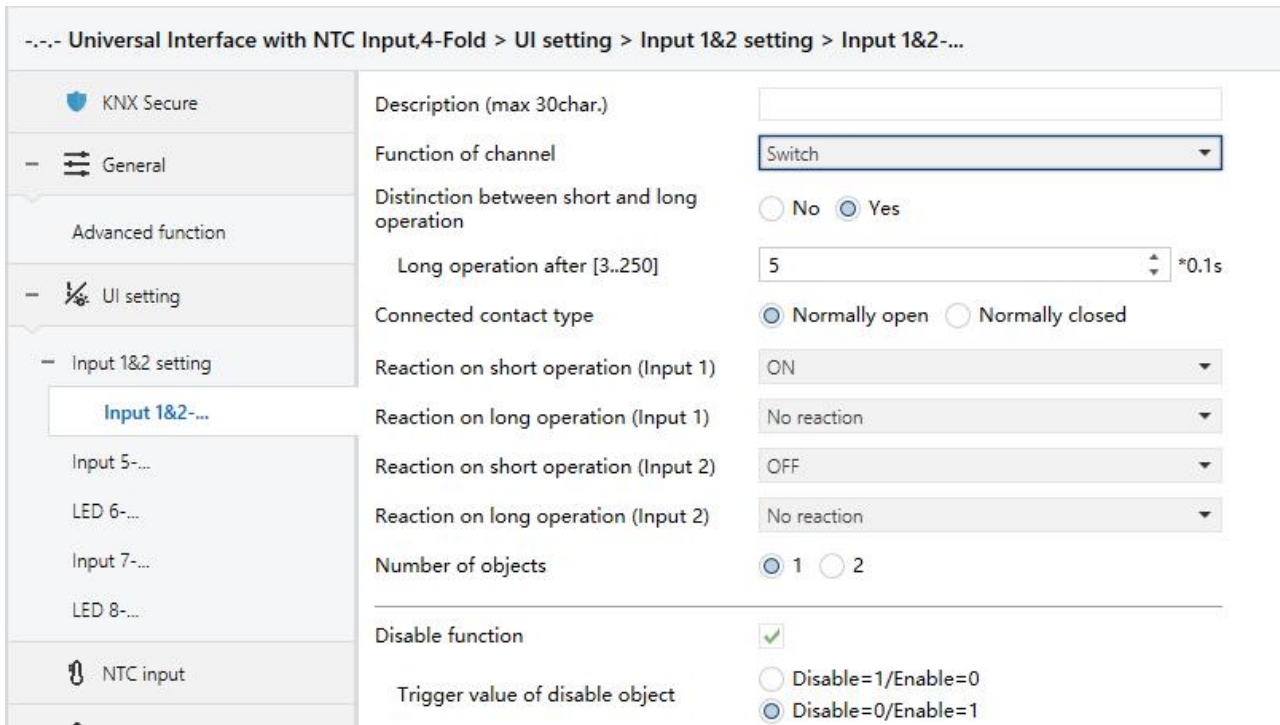 -.-.- Universal Interface with NTC Input,4-Fold > UI setting > Input 1&2 setting > Input 1&2-...
KNX Secure
General
Advanced function
UI setting
Input 1&2 setting
Input 1&2-...
Input 5-...
LED 6-...
Input 7-...
LED 8-...
NTC input
Description (max 30char.)
Function of channel Switch
Distinction between short and long
operation No Yes
Long operation after [3..250] 5 *0.1s
Connected contact type Normally open Normally closed
Reaction on short operation (Input 1) ON
Reaction on long operation (Input 1) No reaction
Reaction on short operation (Input 2) OFF
Reaction on long operation (Input 2) No reaction
Number of objects 1 2
Disable function
Trigger value of disable object Disable=1/Enable=0
Disable=0/Enable=1